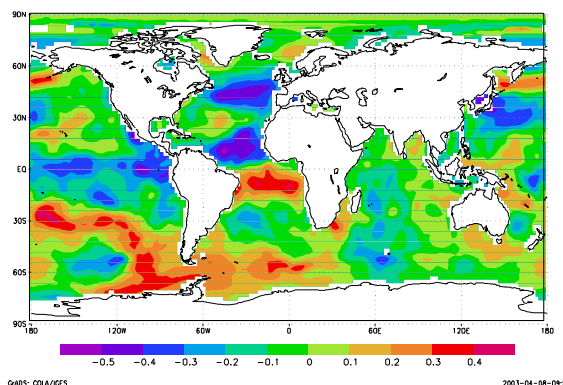 90N
60N
30N
EQ
30S
60S
90S
180 120W 60W 0 60E 120E 180
-0.5 -0.4 -0.3 -0.2 -0.1 0 0.1 0.2 0.3 0.4
GrADS: COLA/IGES 2003-04-08-09: